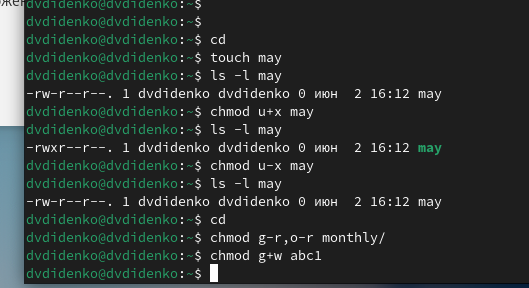 dvdidenko@dvdidenko:~$
dvdidenko@dvdidenko:~$
dvdidenko@dvdidenko:~$ cd
dvdidenko@dvdidenko:~$ touch may
dvdidenko@dvdidenko:~$ ls -l may
-rw-r--r--. 1 dvdidenko dvdidenko 0 июн  2 16:12 may
dvdidenko@dvdidenko:~$ chmod u+x may
dvdidenko@dvdidenko:~$ ls -l may
-rwxr--r--. 1 dvdidenko dvdidenko 0 июн  2 16:12 may
dvdidenko@dvdidenko:~$ chmod u-x may
dvdidenko@dvdidenko:~$ ls -l may
-rw-r--r--. 1 dvdidenko dvdidenko 0 июн  2 16:12 may
dvdidenko@dvdidenko:~$ cd
dvdidenko@dvdidenko:~$ chmod g-r,o-r monthly/
dvdidenko@dvdidenko:~$ chmod g+w abc1
dvdidenko@dvdidenko:~$